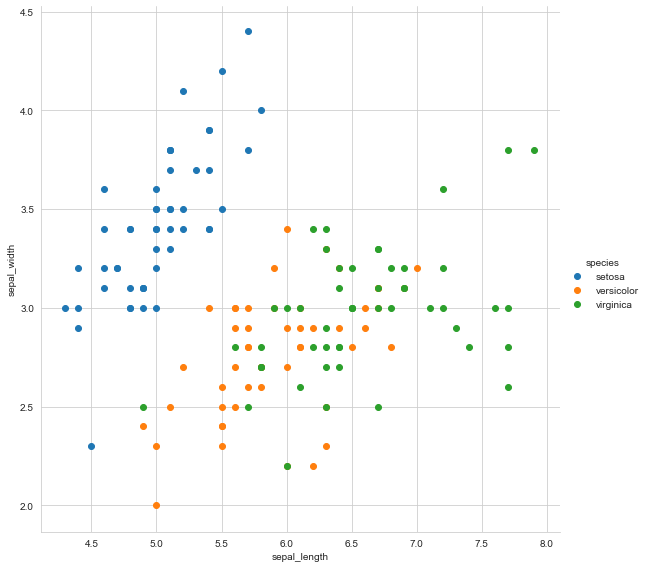 4.5
4.0
3.5
3.0
2.5
2.0
sepal_width
4.5 5.0 5.5 6.0 6.5 7.0 7.5 8.0
sepal_length
species
setosa
versicolor
virginica